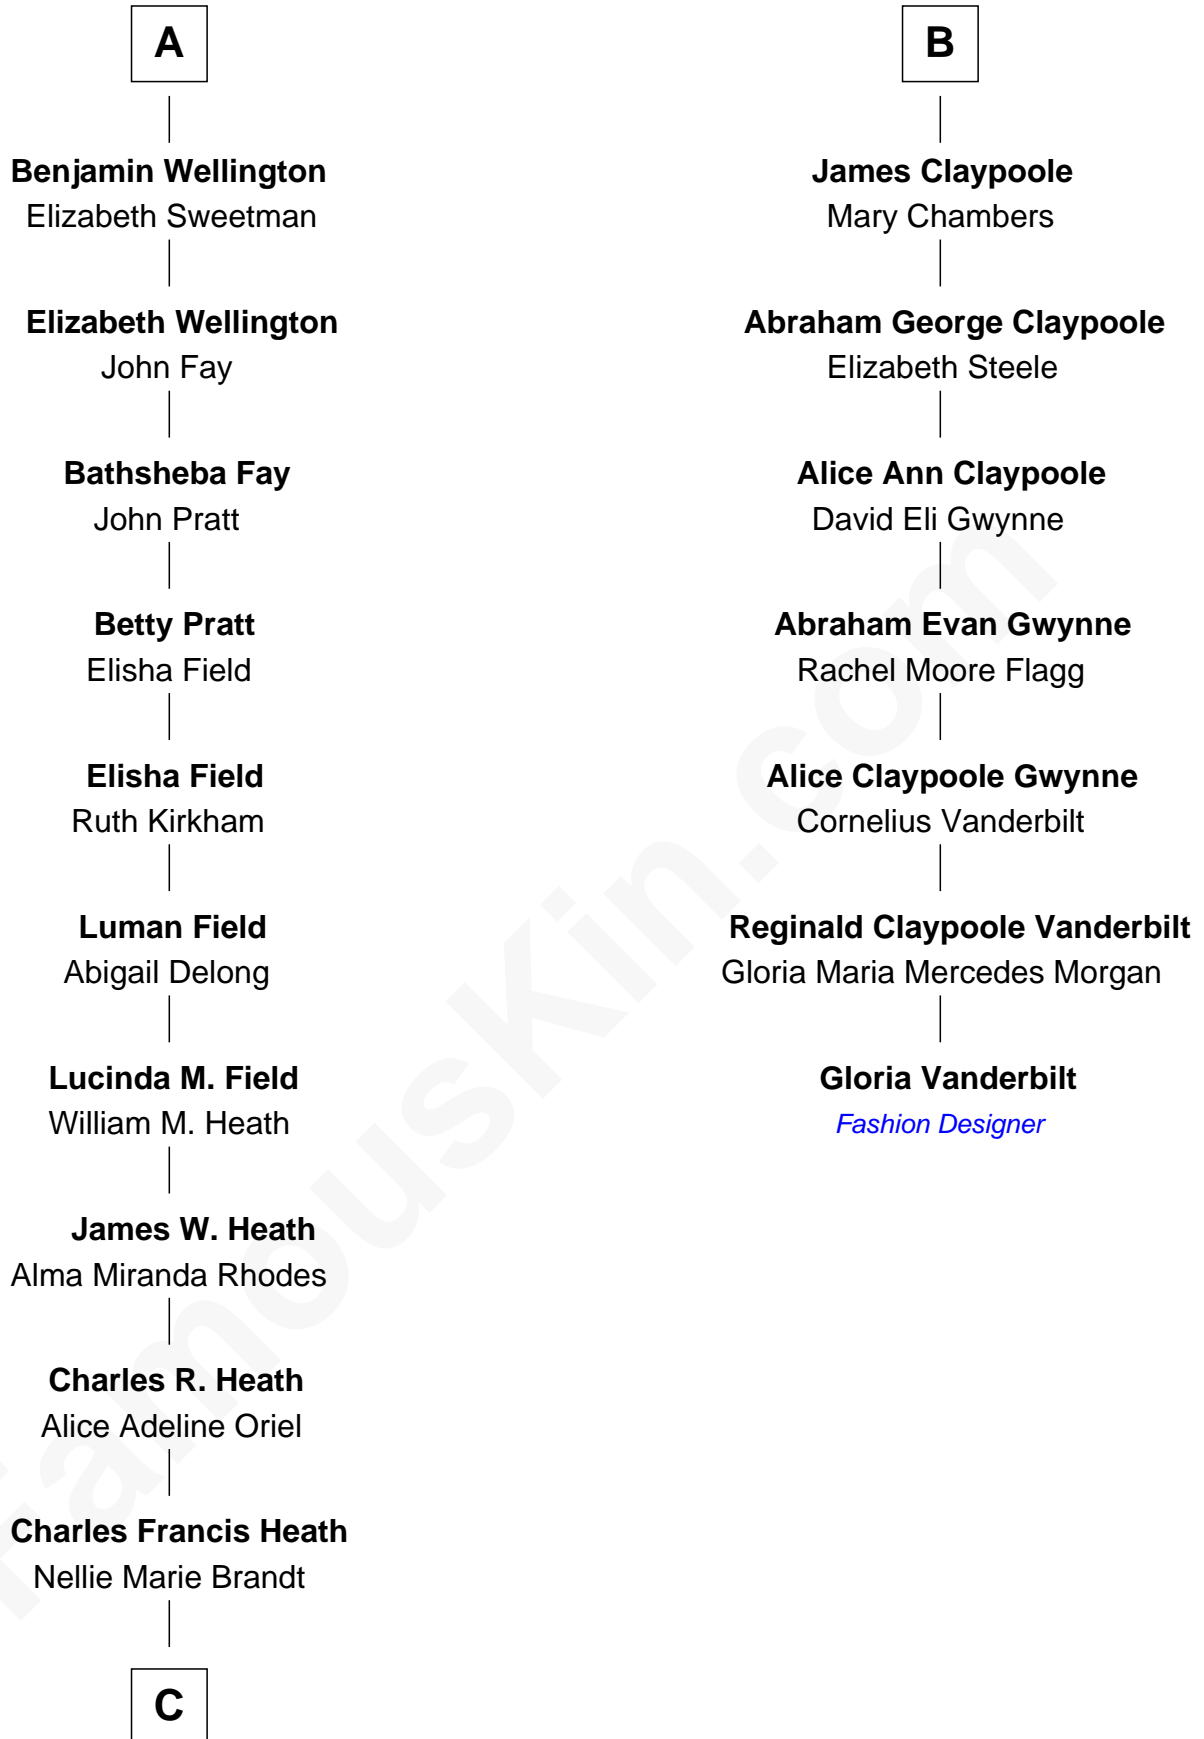 A
Benjamin Wellington
Elizabeth Sweetman
Elizabeth Wellington
John Fay
Bathsheba Fay
John Pratt
Betty Pratt
Elisha Field
Elisha Field
Ruth Kirkham
Luman Field
Abigail Delong
Lucinda M. Field
William M. Heath
James W. Heath
Alma Miranda Rhodes
Charles R. Heath
Alice Adeline Oriel
Charles Francis Heath
Nellie Marie Brandt
C
B
James Claypoole
Mary Chambers
Abraham George Claypoole
Elizabeth Steele
Alice Ann Claypoole
David Eli Gwynne
Abraham Evan Gwynne
Rachel Moore Flagg
Alice Claypoole Gwynne
Cornelius Vanderbilt
Reginald Claypoole Vanderbilt
Gloria Maria Mercedes Morgan
Gloria Vanderbilt
Fashion Designer
FamousKin.com